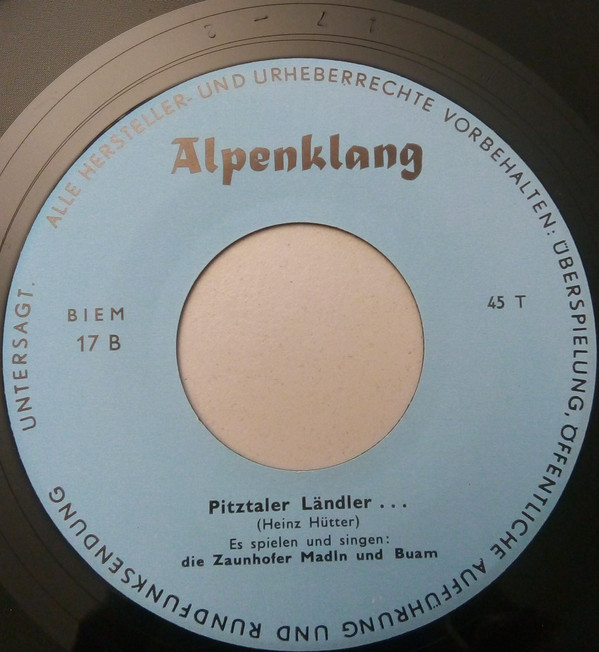 ALLE HERSTELLER- UND URHEBERRECHTE VORBEHALTEN: ÜBERSPIELUNG, ÖFFENTLICHE AUFFÜHRUNG UND RUNDFUNKSENDUNG UNTERSAGT.
Alpenklang
BIEM
17 B
45 T
Pitztaler Ländler . . .
(Heinz Hütter)
Es spielen und singen:
die Zaunhofer Madln und Buam